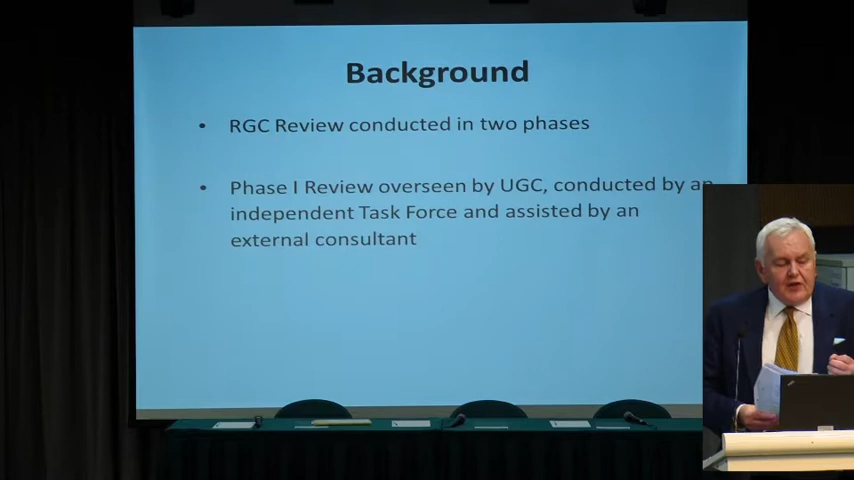 Background
• RGC Review conducted in two phases
• Phase I Review overseen by UGC, conducted by an
independent Task Force and assisted by an
external consultant